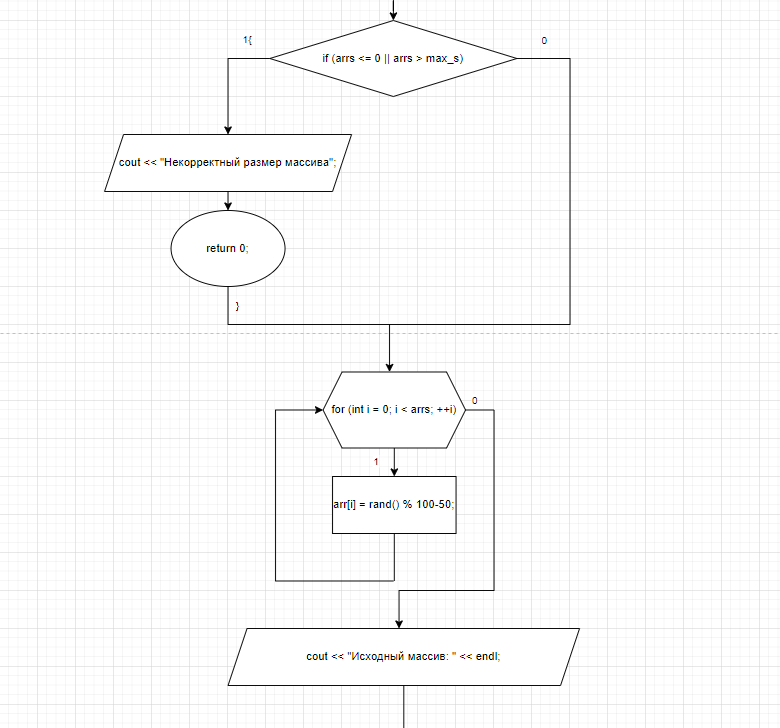 1{
0
if (arrs <= 0 || arrs > max_s)
cout << "Некорректный размер массива";
return 0;
}
for (int i = 0; i < arrs; ++i)
0
1
arr[i] = rand() % 100-50;
cout << "Исходный массив: " << endl;